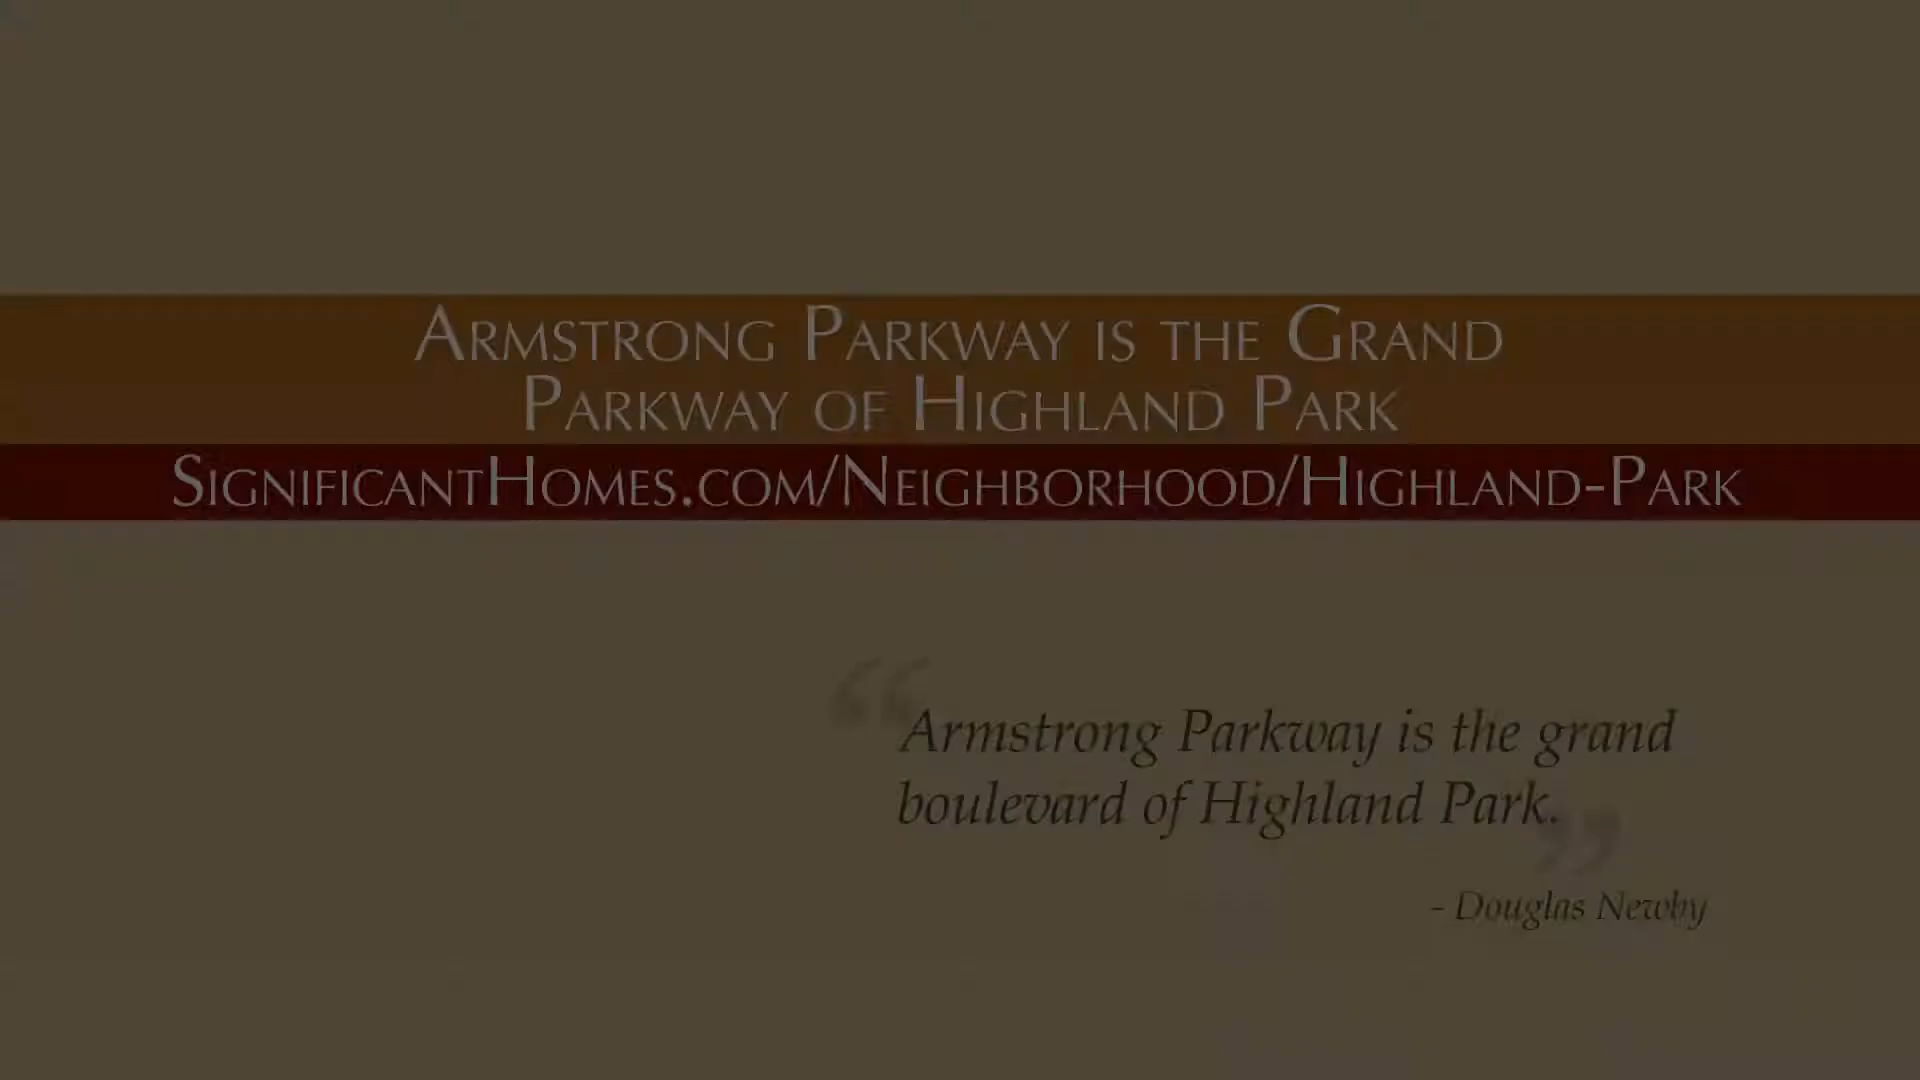 Armstrong Parkway is the Grand
Parkway of Highland Park
SignificantHomes.com/Neighborhood/Highland-Park
“Armstrong Parkway is the grand
boulevard of Highland Park.”
- Douglas Newby